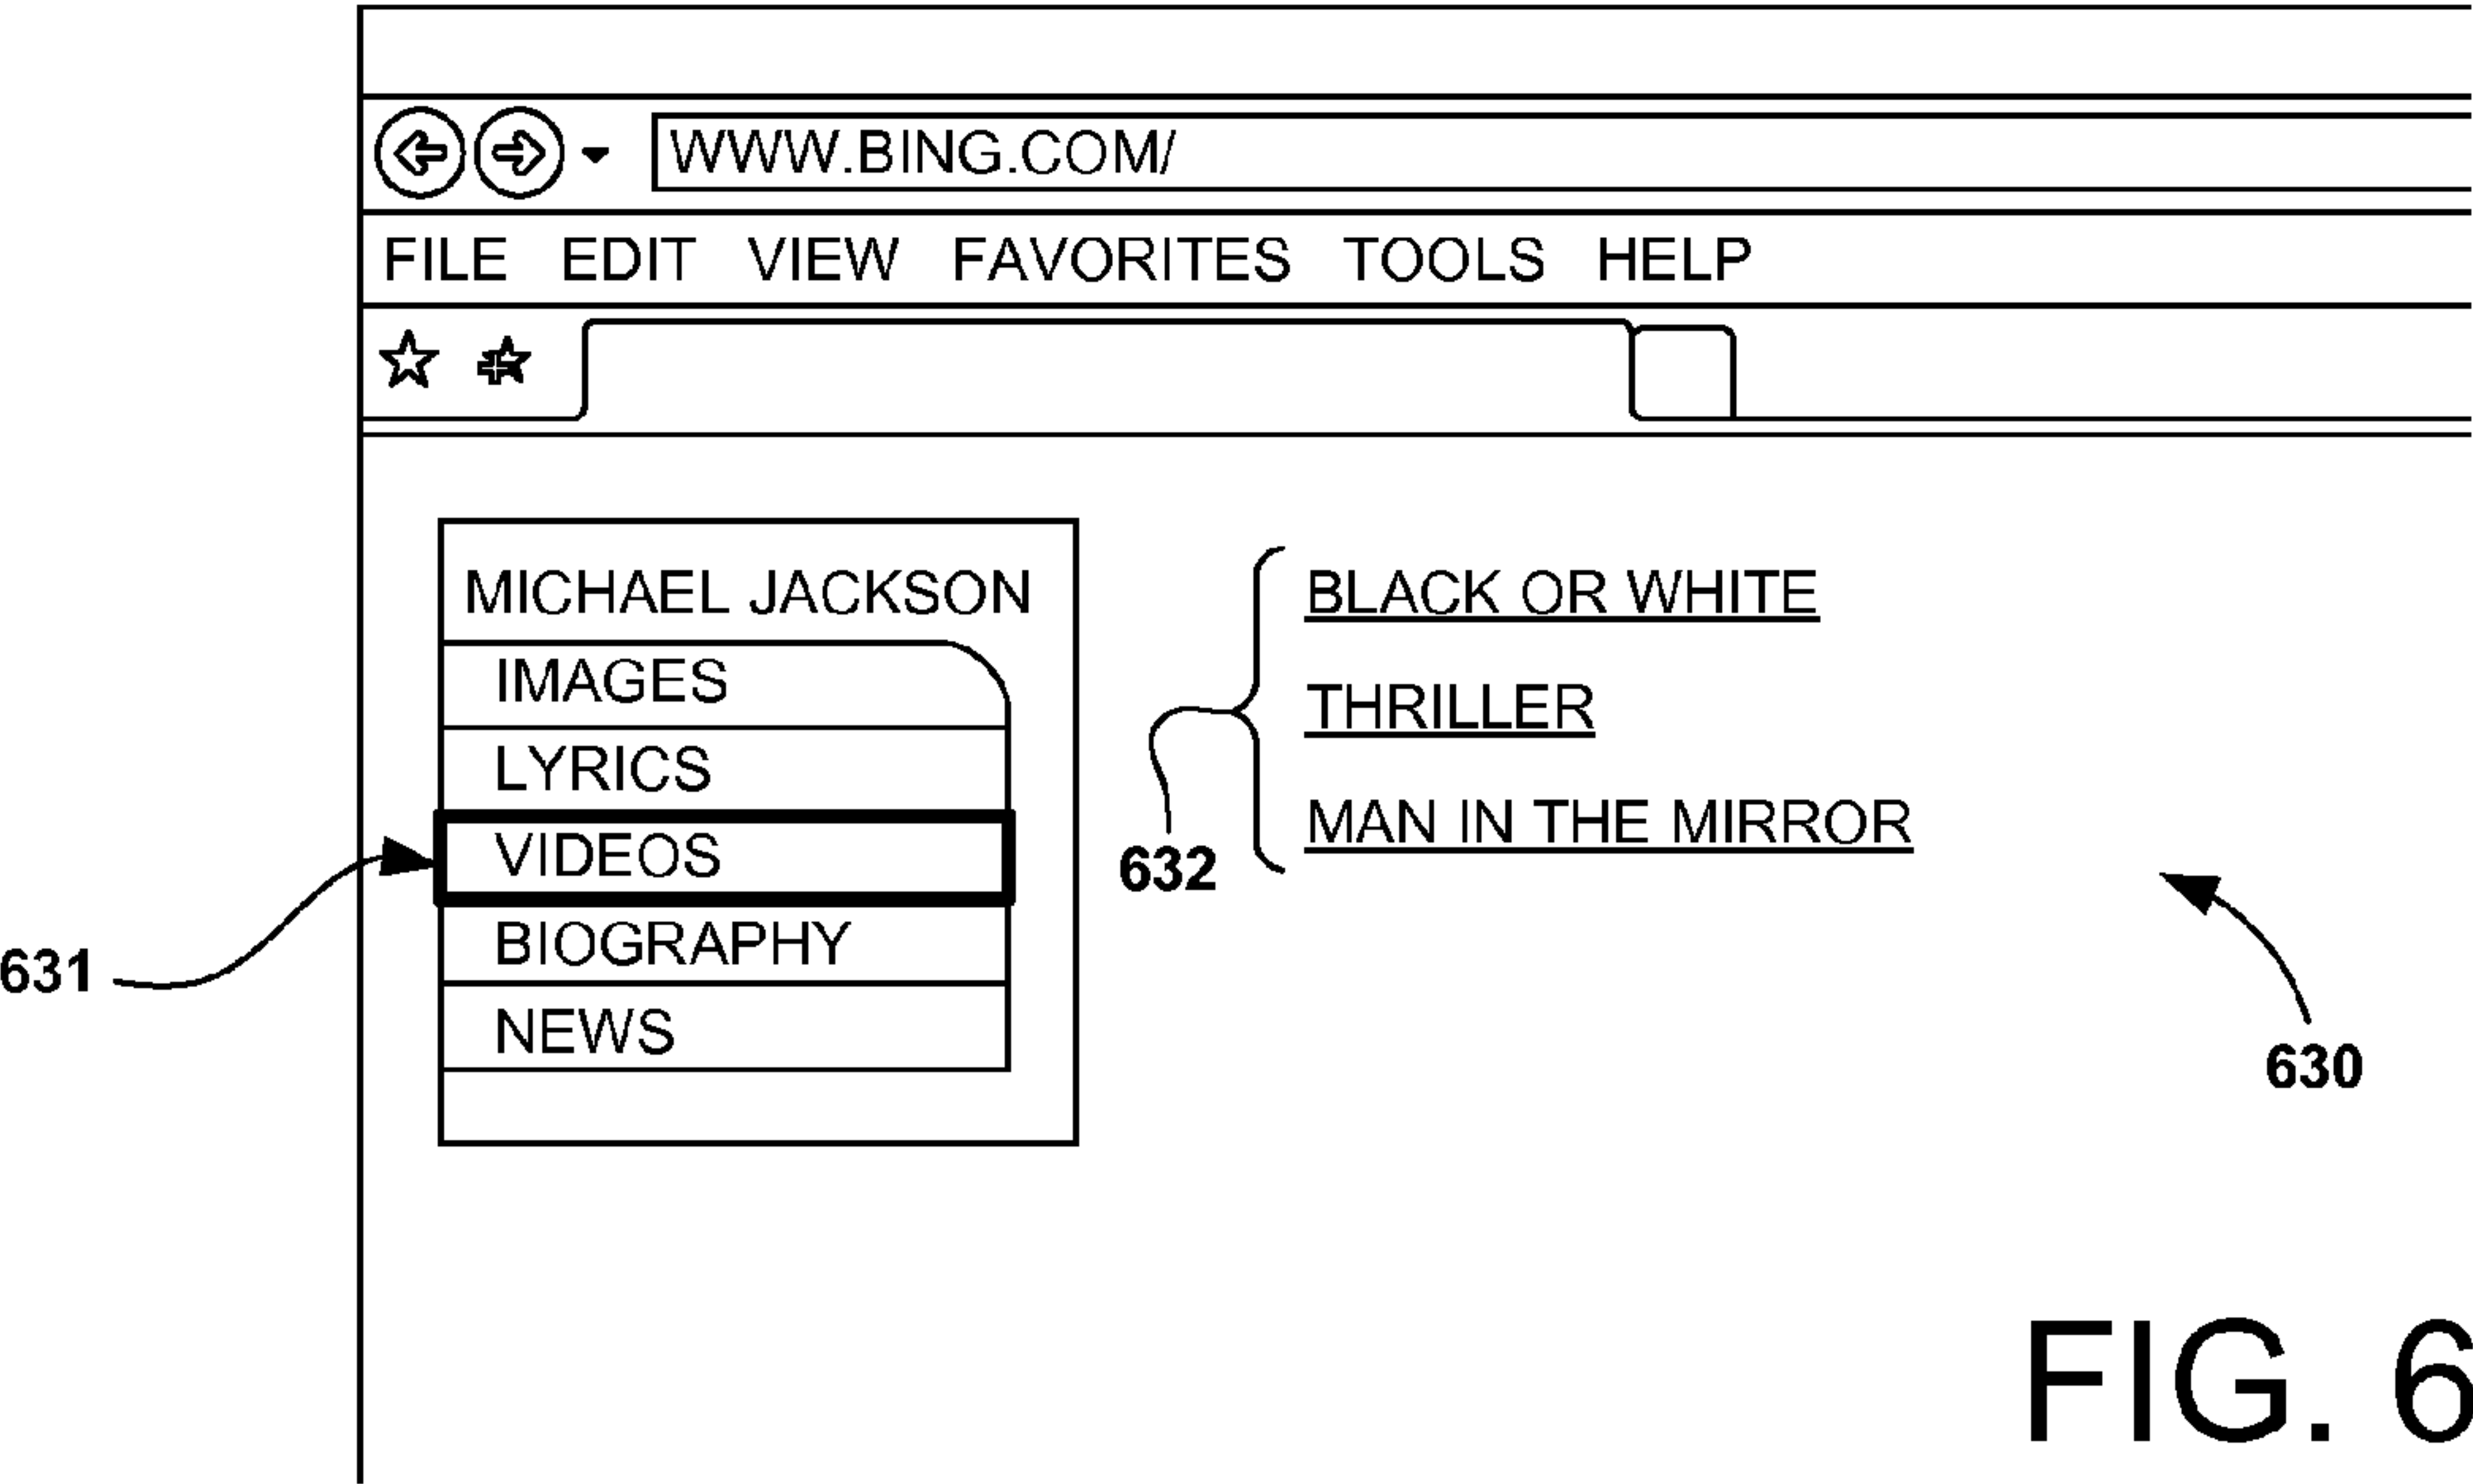 WWW.BING.COM/
FILE EDIT VIEW FAVORITES TOOLS HELP
MICHAEL JACKSON
IMAGES
LYRICS
VIDEOS
BIOGRAPHY
NEWS
BLACK OR WHITE
THRILLER
MAN IN THE MIRROR
632
631
630
FIG. 6